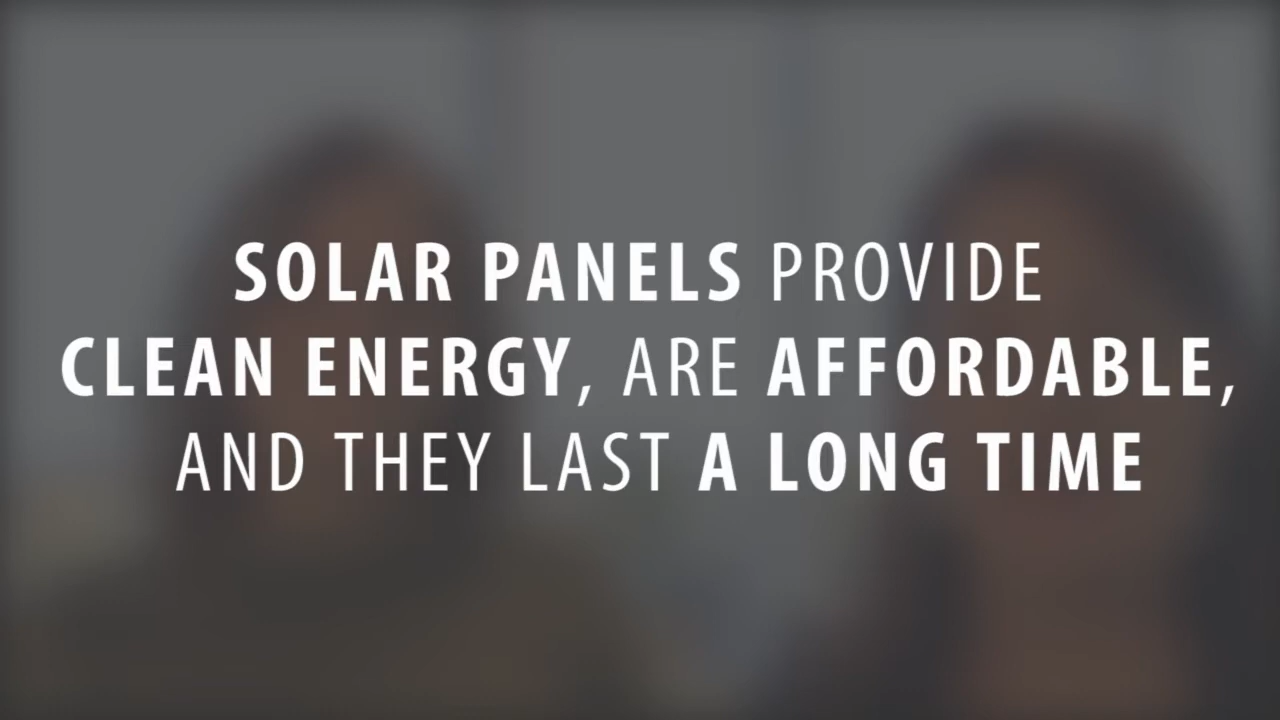 SOLAR PANELS PROVIDE
CLEAN ENERGY, ARE AFFORDABLE,
AND THEY LAST A LONG TIME